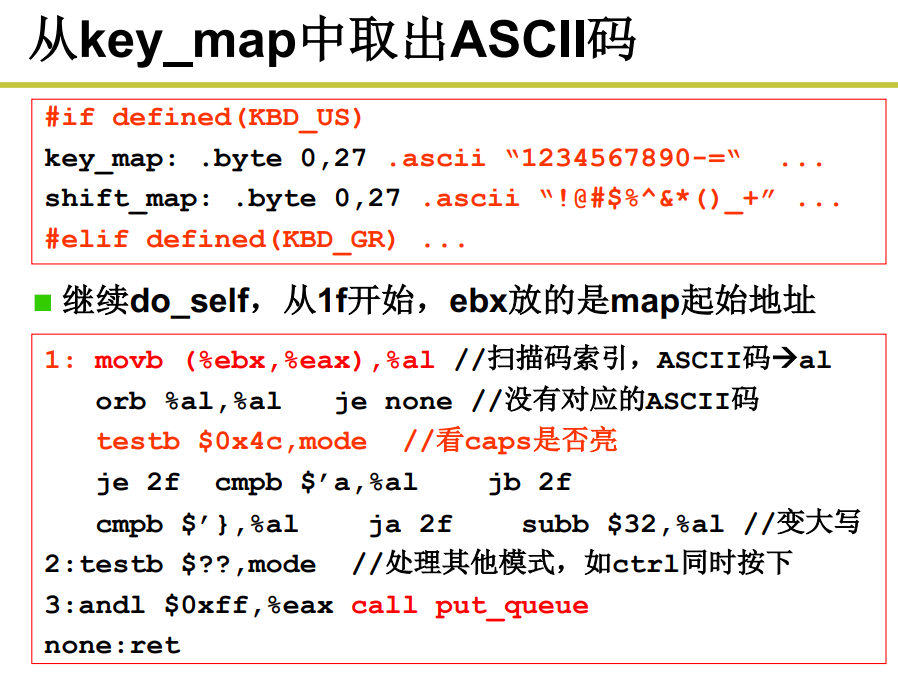 从key_map中取出ASCII码
#if defined(KBD_US)
key_map: .byte 0,27 .ascii “1234567890-=“ ...
shift_map: .byte 0,27 .ascii “!@#$%^&*()_+” ...
#elif defined(KBD_GR) ...
继续do_self，从1f开始，ebx放的是map起始地址
1: movb (%ebx,%eax),%al //扫描码索引，ASCII码→al
orb %al,%al je none //没有对应的ASCII码
testb $0x4c,mode //看caps是否亮
je 2f cmpb $’a,%al jb 2f
cmpb $’},%al ja 2f subb $32,%al //变大写
2:testb $??,mode //处理其他模式，如ctrl同时按下
3:andl $0xff,%eax call put_queue
none:ret